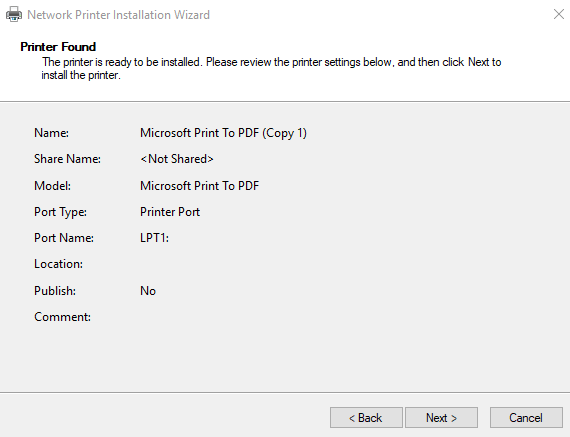 Network Printer Installation Wizard
Printer Found
The printer is ready to be installed. Please review the printer settings below, and then click Next to
install the printer.
Name: Microsoft Print To PDF (Copy 1)
Share Name: <Not Shared>
Model: Microsoft Print To PDF
Port Type: Printer Port
Port Name: LPT1:
Location:
Publish: No
Comment:
< Back Next > Cancel